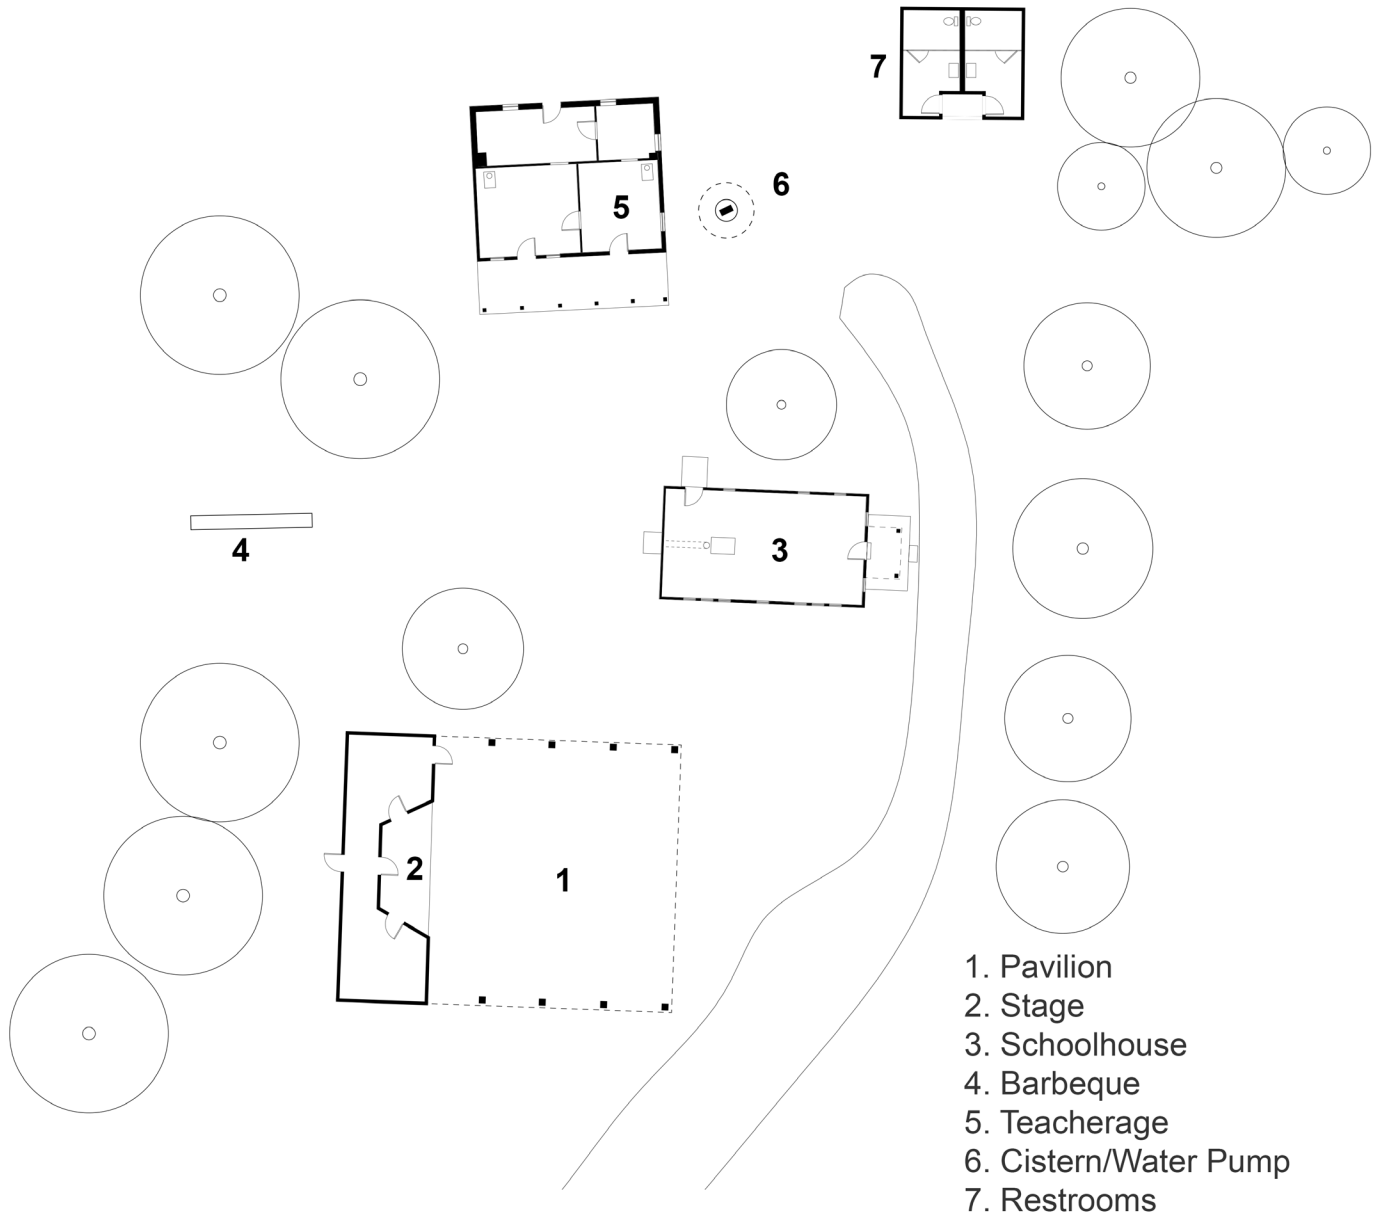 7
6
5
3
4
2
1
1. Pavilion
2. Stage
3. Schoolhouse
4. Barbeque
5. Teacherage
6. Cistern/Water Pump
7. Restrooms